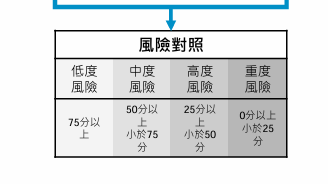 風險對照
低度 中度 高度 重度
風險 風險 風險 風險
75分以上 50分以上小於75分 25分以上小於50分 0分以上小於25分